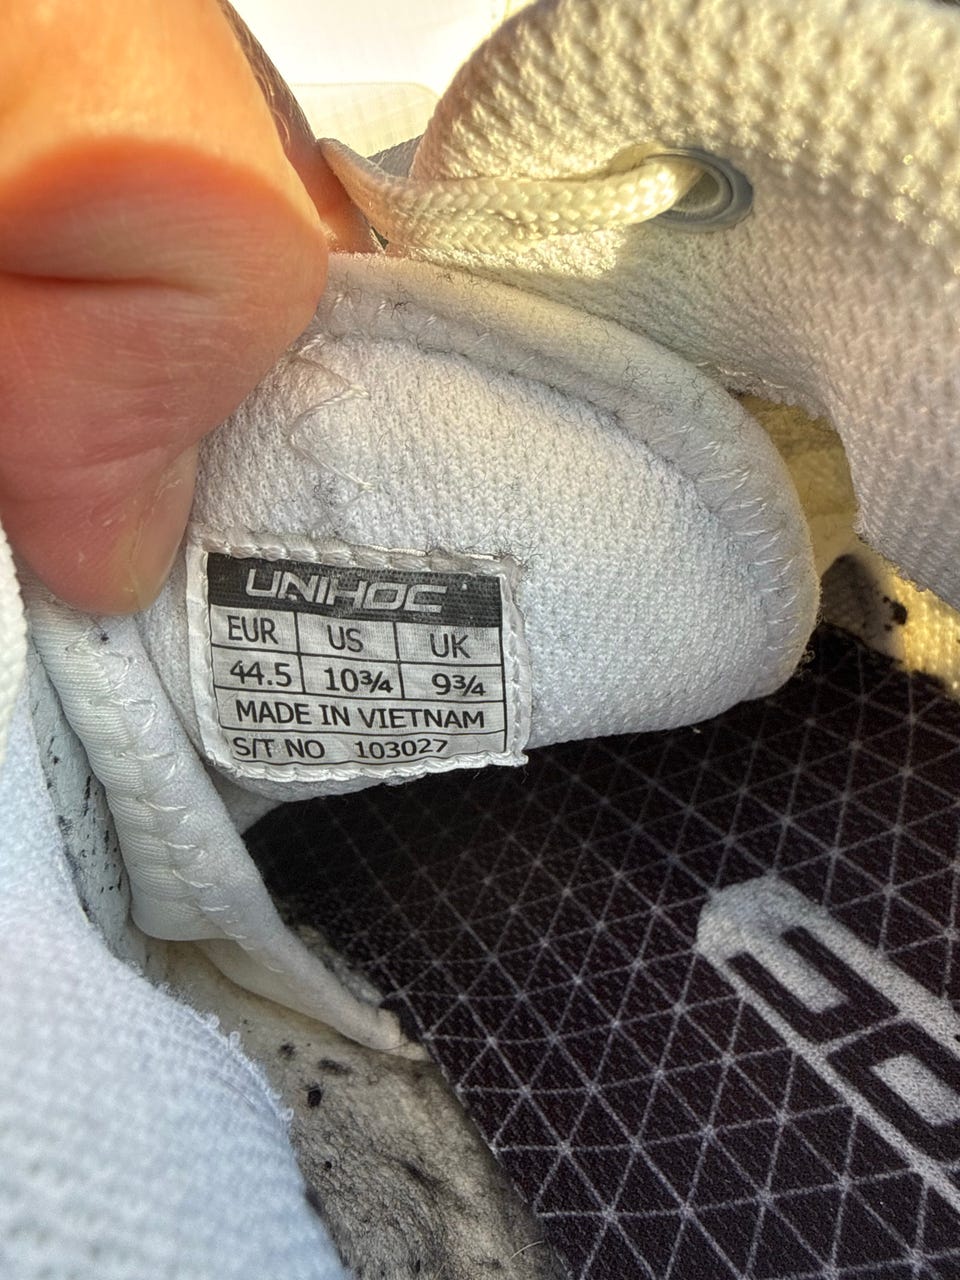 UNIHOC
EUR US UK
44.5 10¾ 9¾
MADE IN VIETNAM
S/T NO 103027